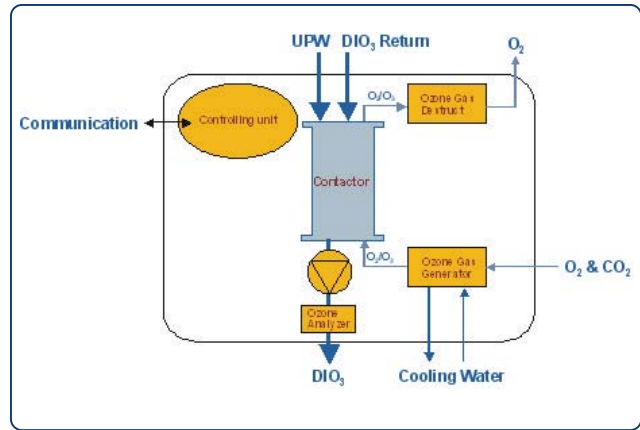 UPW DIO₃ Return
O₂
O₂/O₃
Ozone Gas
Destruct
Communication
Controlling unit
Contactor
O₂/O₃
Ozone Gas
Generator
O₂ & CO₂
Ozone
Analyzer
DIO₃
Cooling Water